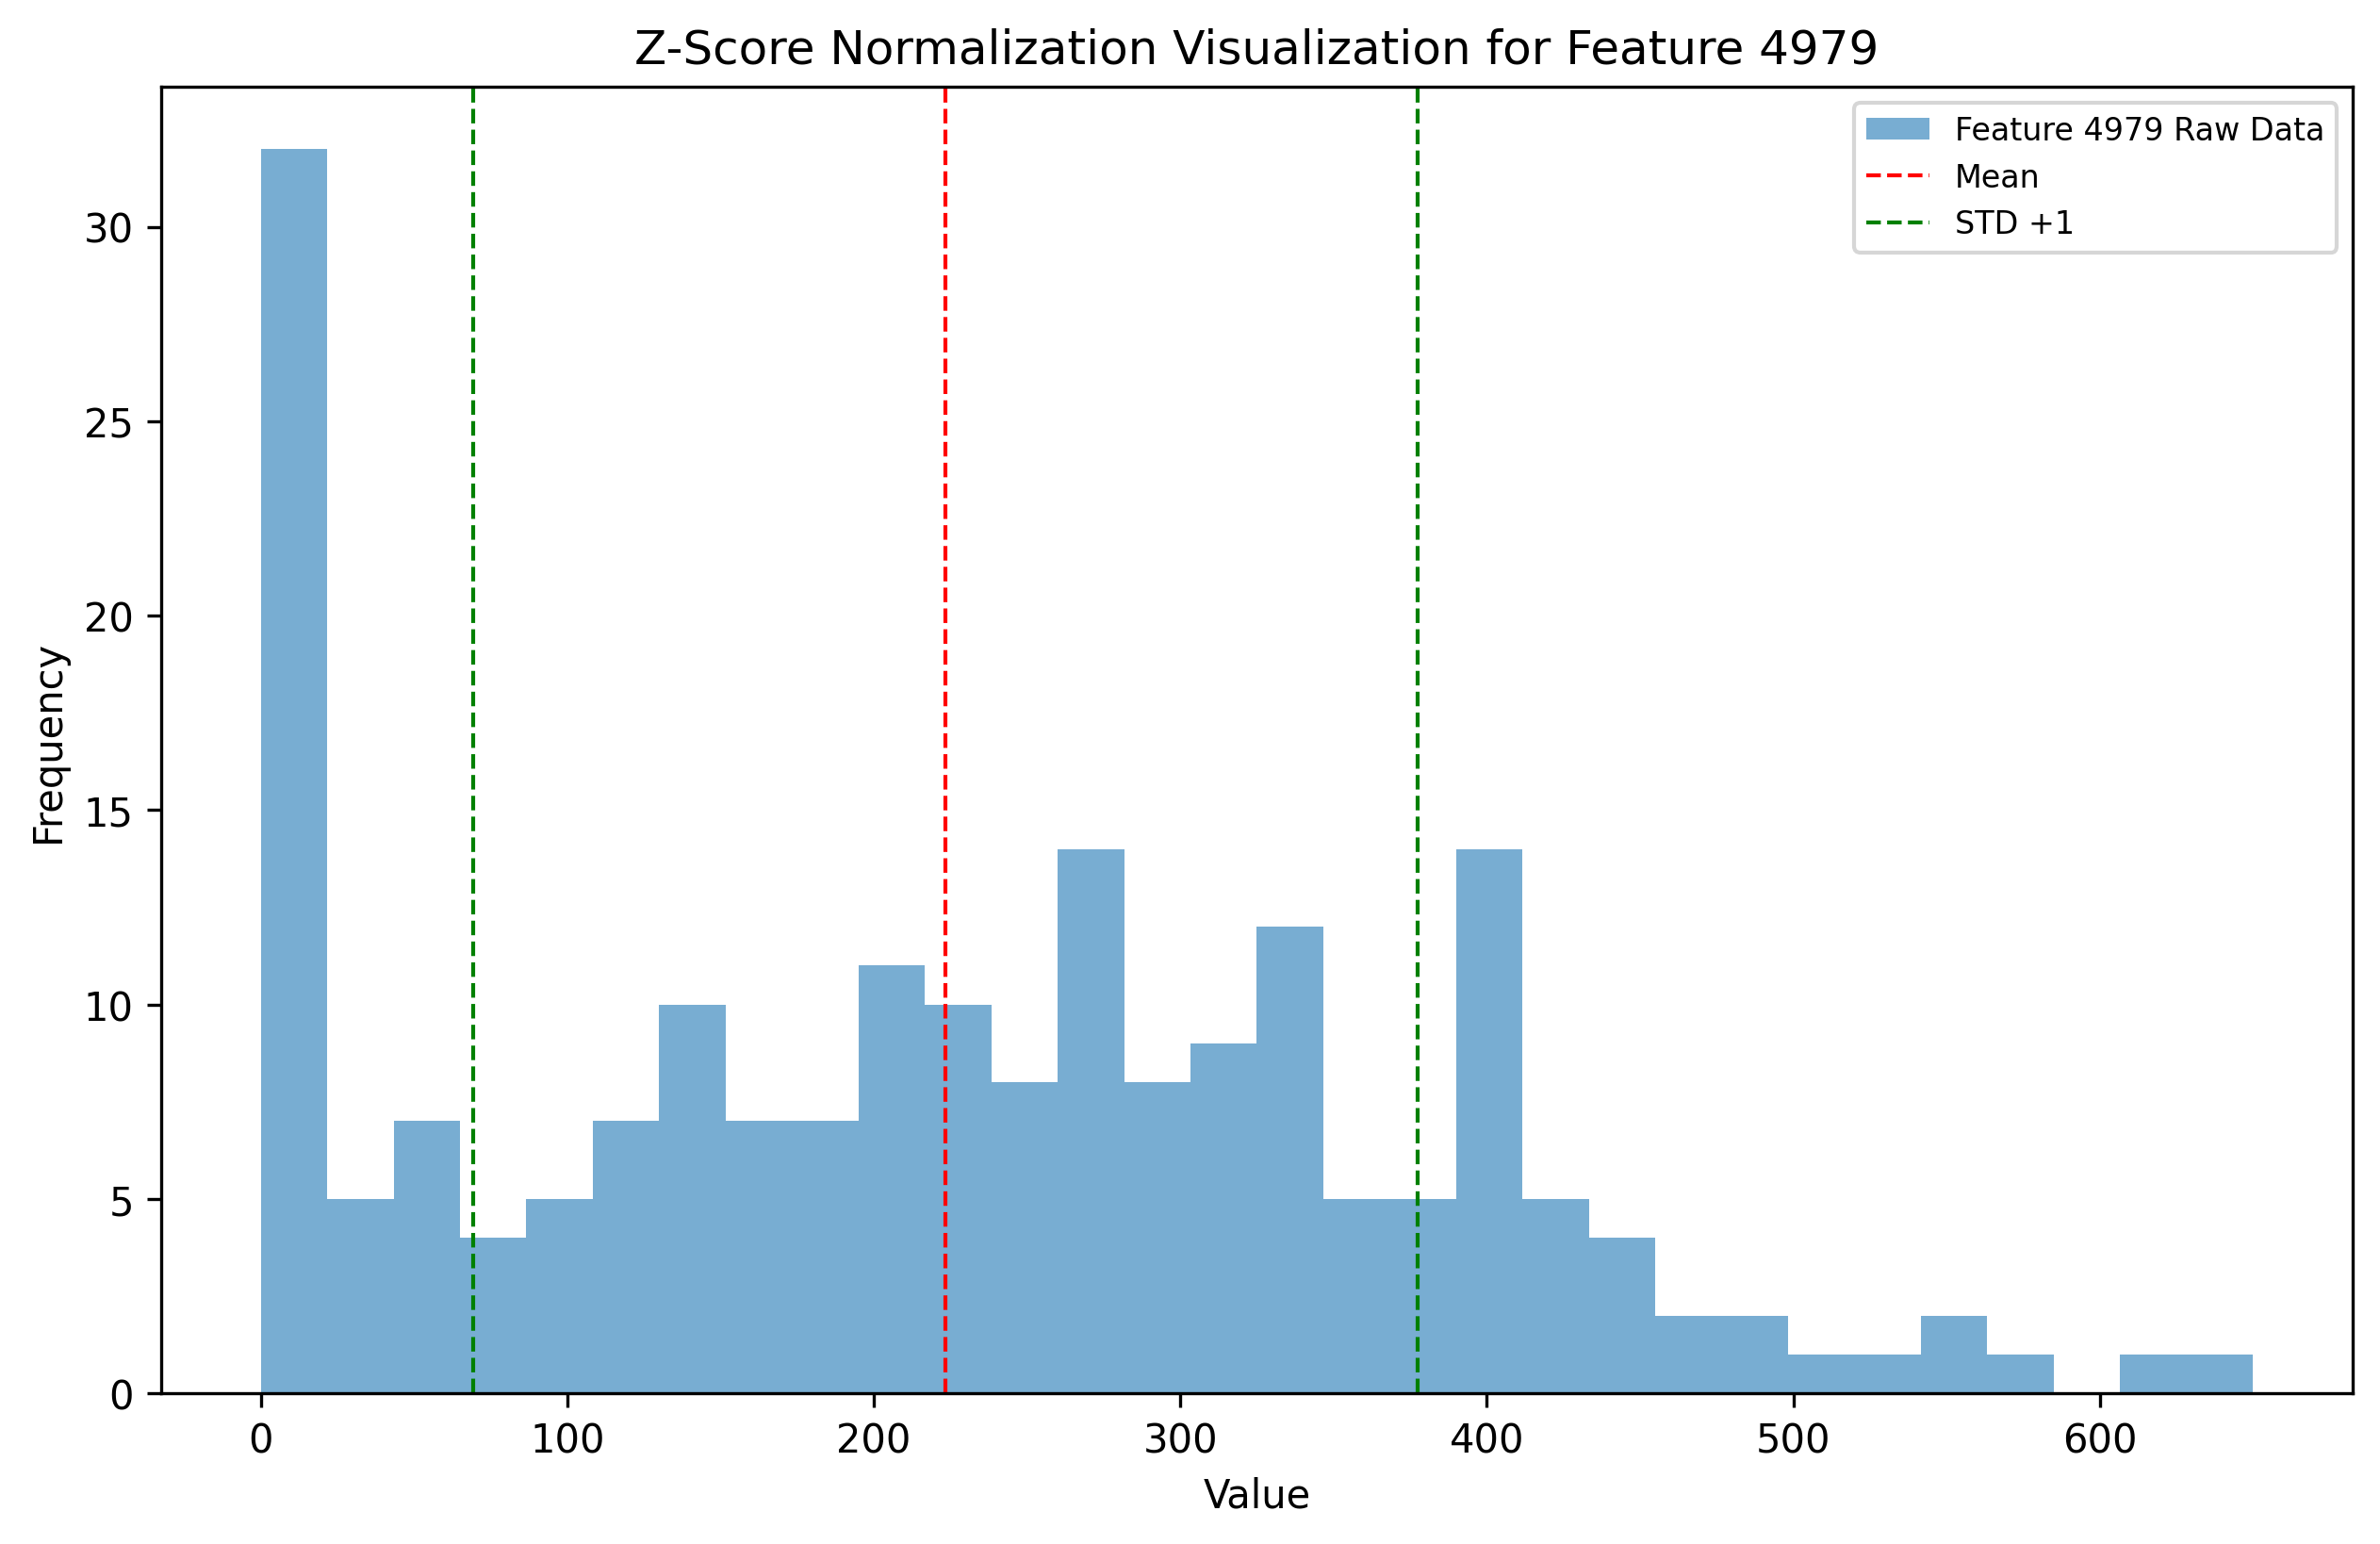 Z-Score Normalization Visualization for Feature 4979
Feature 4979 Raw Data
Mean
STD +1
30
25
20
15
10
5
0
Frequency
0 100 200 300 400 500 600
Value